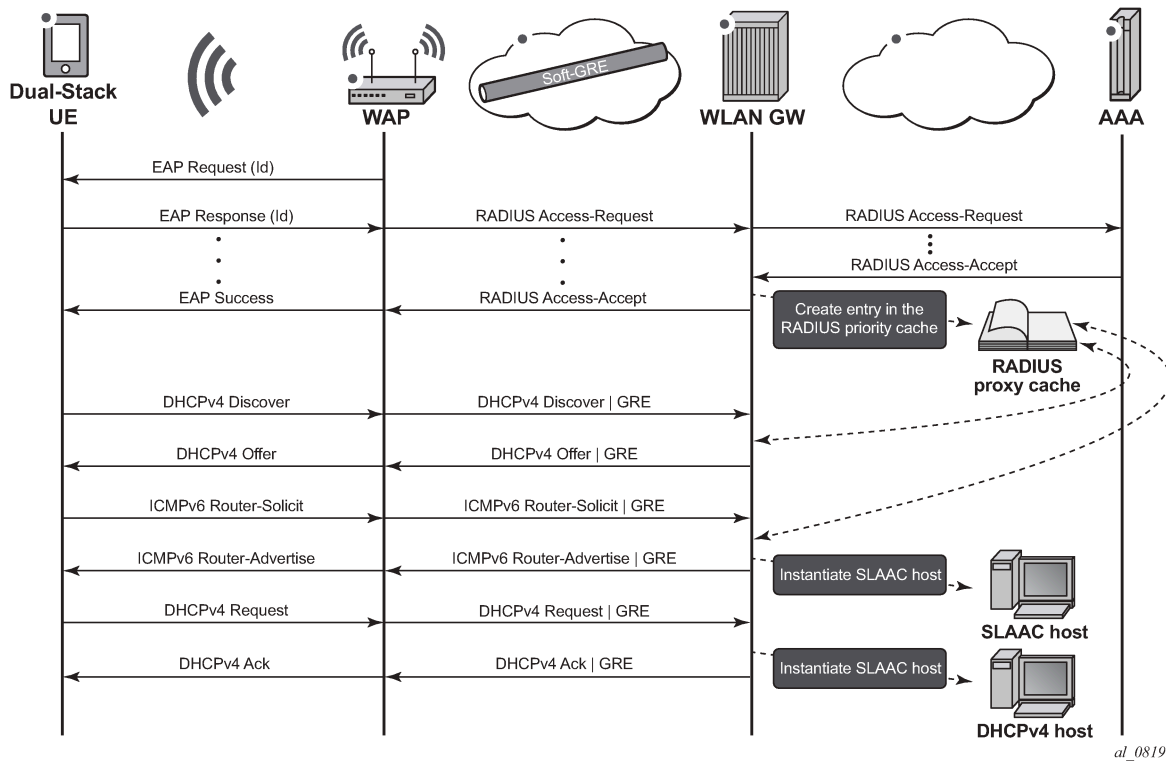 Soft-GRE
Dual-Stack
UE
WAP
WLAN GW
AAA
EAP Request (Id)
EAP Response (Id)
RADIUS Access-Request
RADIUS Access-Request
RADIUS Access-Accept
EAP Success
RADIUS Access-Accept
Create entry in the
RADIUS priority cache
RADIUS
proxy cache
DHCPv4 Discover
DHCPv4 Discover | GRE
DHCPv4 Offer
DHCPv4 Offer | GRE
ICMPv6 Router-Solicit
ICMPv6 Router-Solicit | GRE
ICMPv6 Router-Advertise
ICMPv6 Router-Advertise | GRE
Instantiate SLAAC host
SLAAC host
DHCPv4 Request
DHCPv4 Request | GRE
DHCPv4 Ack
DHCPv4 Ack | GRE
Instantiate SLAAC host
DHCPv4 host
al_0819